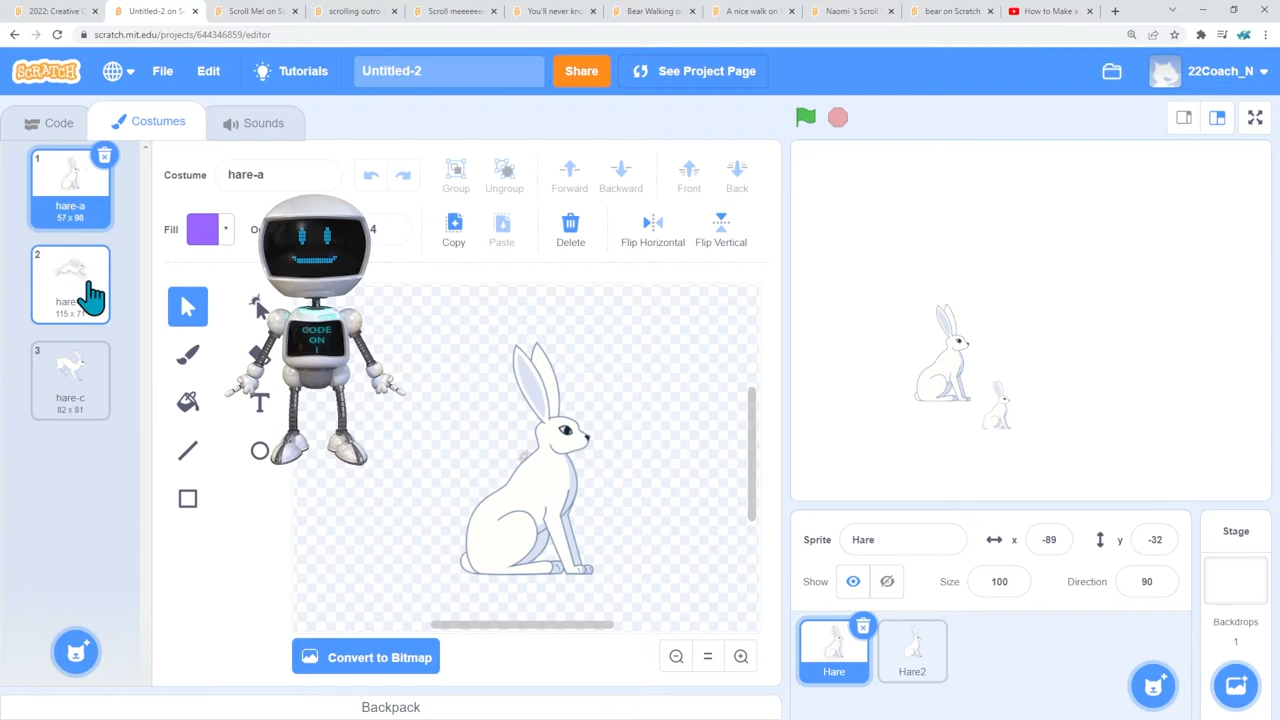 2022: Creative C
Untitled-2 on S
Scroll Me! on Sc
scrolling outro v
Scroll meeeeee
You'll never kno
Bear Walking o
A nice walk on S
Naomi 's Scroll
bear on Scratch
How to Make a
scratch.mit.edu/projects/644346859/editor
SCRATCH
File
Edit
Tutorials
Untitled-2
Share
See Project Page
22Coach_N
Code
Costumes
Sounds
1
hare-a
57 x 98
2
hare-
115 x 7
3
hare-c
82 x 81
Costume
hare-a
Group
Ungroup
Forward
Backward
Front
Back
Fill
4
Copy
Paste
Delete
Flip Horizontal
Flip Vertical
CODE
ON
!
T
Convert to Bitmap
Backpack
Sprite
Hare
x
-89
y
-32
Show
Size
100
Direction
90
Hare
Hare2
Stage
Backdrops
1